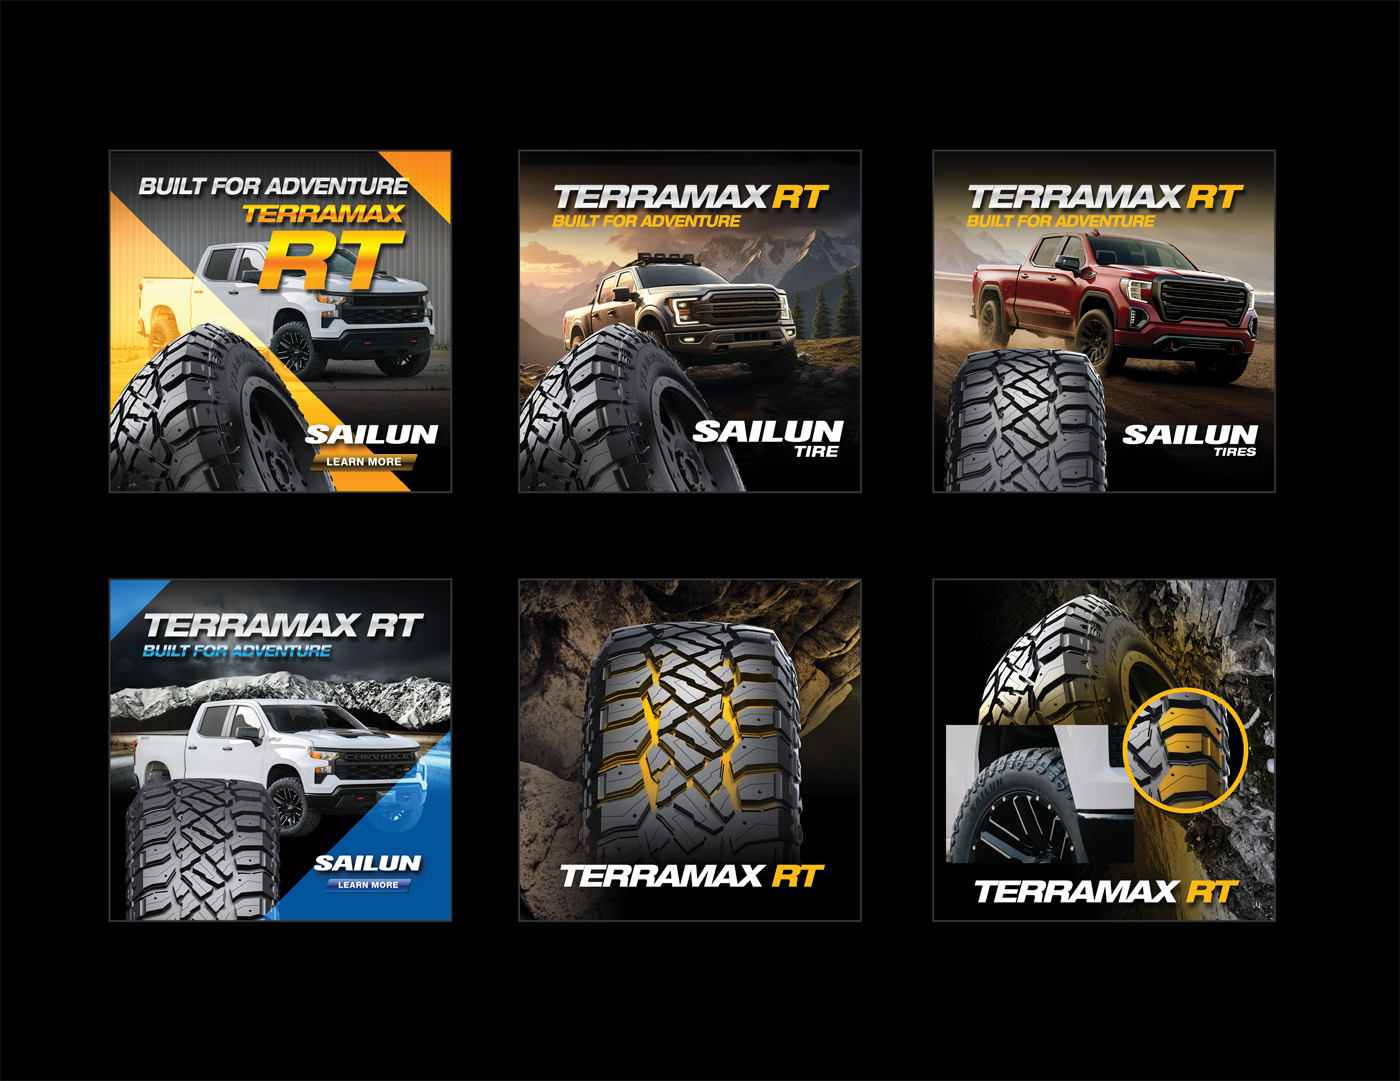 BUILT FOR ADVENTURE
TERRAMAX
RT
SAILUN
LEARN MORE
TERRAMAX RT
BUILT FOR ADVENTURE
SAILUN
TIRE
TERRAMAX RT
BUILT FOR ADVENTURE
SAILUN
TIRES
TERRAMAX RT
BUILT FOR ADVENTURE
CHEVROLET
SAILUN
LEARN MORE
TERRAMAX RT
TERRAMAX RT